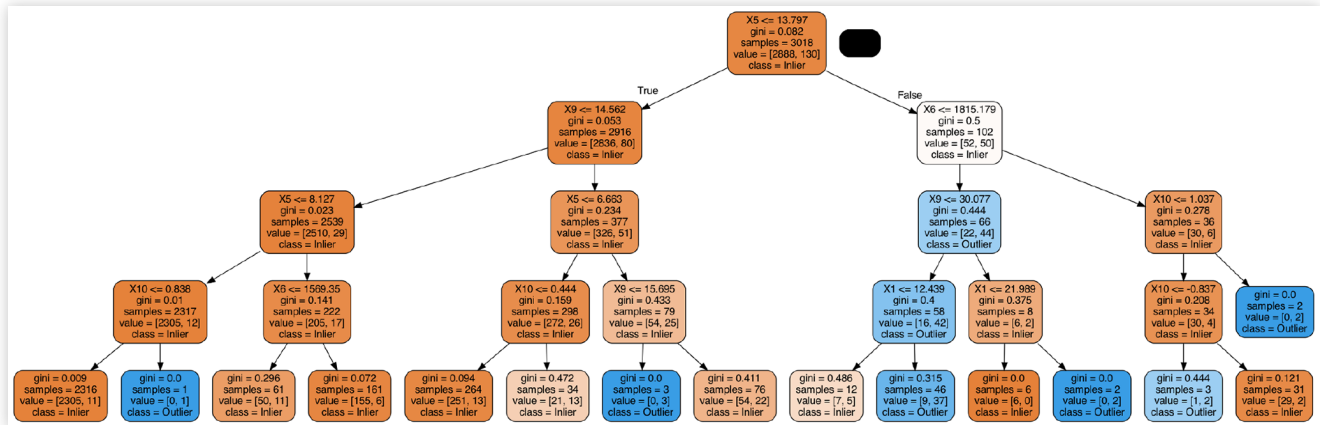 X5 <= 13.797
gini = 0.082
samples = 3018
value = [2888, 130]
class = Inlier
True
False
X9 <= 14.562
gini = 0.053
samples = 2916
value = [2836, 80]
class = Inlier
X6 <= 1815.179
gini = 0.5
samples = 102
value = [52, 50]
class = Inlier
X5 <= 8.127
gini = 0.023
samples = 2539
value = [2510, 29]
class = Inlier
X5 <= 6.663
gini = 0.234
samples = 377
value = [326, 51]
class = Inlier
X9 <= 30.077
gini = 0.444
samples = 66
value = [22, 44]
class = Outlier
X10 <= 1.037
gini = 0.278
samples = 36
value = [30, 6]
class = Inlier
X10 <= 0.838
gini = 0.01
samples = 2317
value = [2305, 12]
class = Inlier
X6 <= 1569.35
gini = 0.141
samples = 222
value = [205, 17]
class = Inlier
X10 <= 0.444
gini = 0.159
samples = 298
value = [272, 26]
class = Inlier
X9 <= 15.695
gini = 0.433
samples = 79
value = [54, 25]
class = Inlier
X1 <= 12.439
gini = 0.4
samples = 58
value = [16, 42]
class = Outlier
X1 <= 21.989
gini = 0.375
samples = 8
value = [6, 2]
class = Inlier
X10 <= -0.837
gini = 0.208
samples = 34
value = [30, 4]
class = Inlier
gini = 0.0
samples = 2
value = [0, 2]
class = Outlier
gini = 0.009
samples = 2316
value = [2305, 11]
class = Inlier
gini = 0.0
samples = 1
value = [0, 1]
class = Outlier
gini = 0.296
samples = 61
value = [50, 11]
class = Inlier
gini = 0.072
samples = 161
value = [155, 6]
class = Inlier
gini = 0.094
samples = 264
value = [251, 13]
class = Inlier
gini = 0.472
samples = 34
value = [21, 13]
class = Inlier
gini = 0.0
samples = 3
value = [0, 3]
class = Outlier
gini = 0.411
samples = 76
value = [54, 22]
class = Inlier
gini = 0.486
samples = 12
value = [7, 5]
class = Inlier
gini = 0.315
samples = 46
value = [9, 37]
class = Outlier
gini = 0.0
samples = 6
value = [6, 0]
class = Inlier
gini = 0.0
samples = 2
value = [0, 2]
class = Outlier
gini = 0.444
samples = 3
value = [1, 2]
class = Outlier
gini = 0.121
samples = 31
value = [29, 2]
class = Inlier